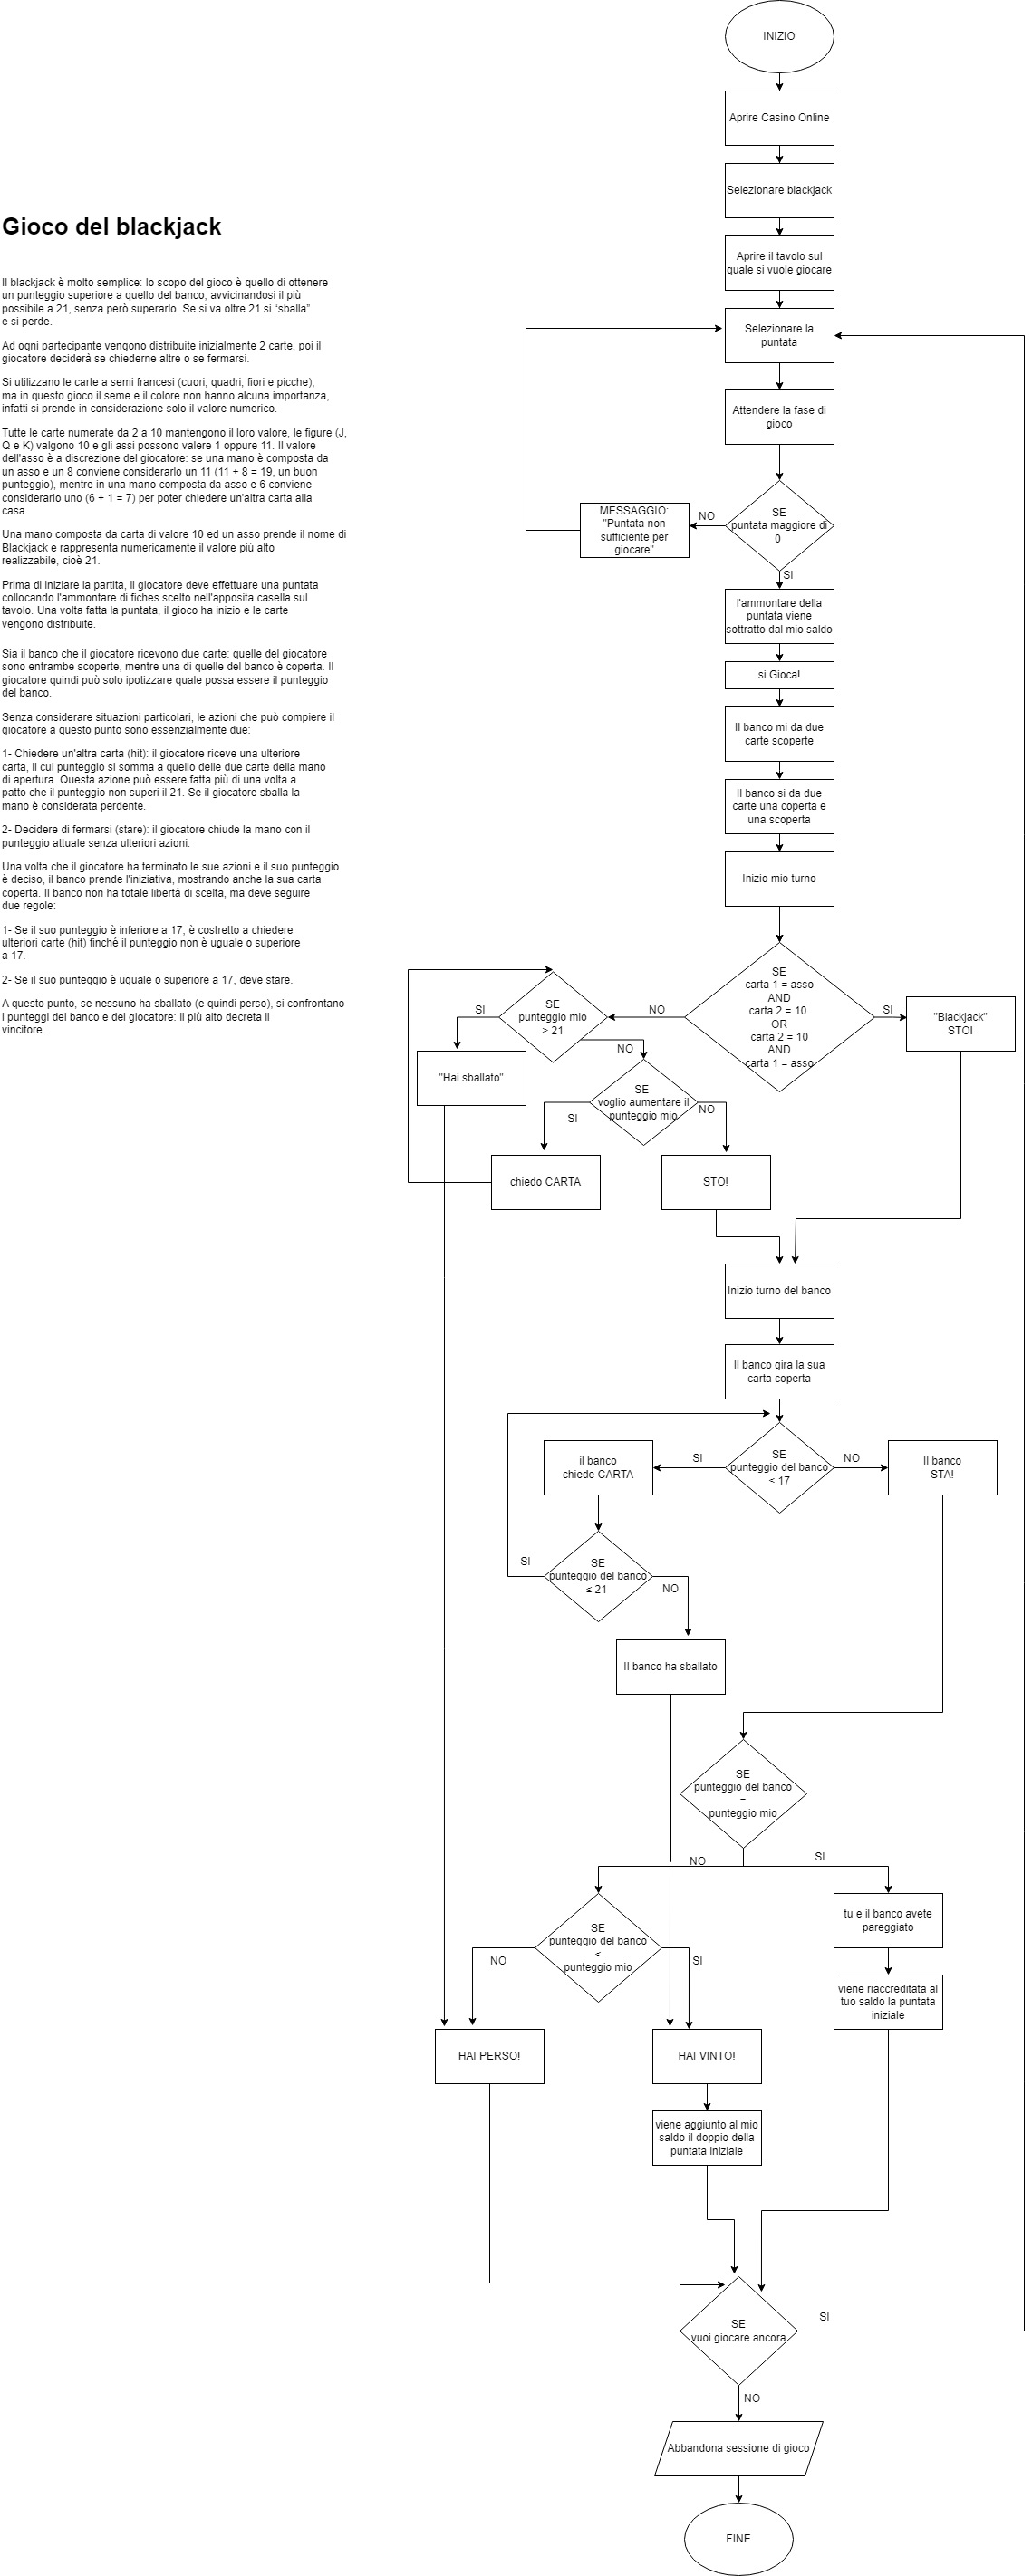 Gioco del blackjack
Il blackjack è molto semplice: lo scopo del gioco è quello di ottenere
un punteggio superiore a quello del banco, avvicinandosi il più
possibile a 21, senza però superarlo. Se si va oltre 21 si “sballa”
e si perde.
Ad ogni partecipante vengono distribuite inizialmente 2 carte, poi il
giocatore deciderà se chiederne altre o se fermarsi.
Si utilizzano le carte a semi francesi (cuori, quadri, fiori e picche),
ma in questo gioco il seme e il colore non hanno alcuna importanza,
infatti si prende in considerazione solo il valore numerico.
Tutte le carte numerate da 2 a 10 mantengono il loro valore, le figure (J,
Q e K) valgono 10 e gli assi possono valere 1 oppure 11. Il valore
dell'asso è a discrezione del giocatore: se una mano è composta da
un asso e un 8 conviene considerarlo un 11 (11 + 8 = 19, un buon
punteggio), mentre in una mano composta da asso e 6 conviene
considerarlo uno (6 + 1 = 7) per poter chiedere un'altra carta alla
casa.
Una mano composta da carta di valore 10 ed un asso prende il nome di
Blackjack e rappresenta numericamente il valore più alto
realizzabile, cioè 21.
Prima di iniziare la partita, il giocatore deve effettuare una puntata
collocando l'ammontare di fiches scelto nell'apposita casella sul
tavolo. Una volta fatta la puntata, il gioco ha inizio e le carte
vengono distribuite.
Sia il banco che il giocatore ricevono due carte: quelle del giocatore
sono entrambe scoperte, mentre una di quelle del banco è coperta. Il
giocatore quindi può solo ipotizzare quale possa essere il punteggio
del banco.
Senza considerare situazioni particolari, le azioni che può compiere il
giocatore a questo punto sono essenzialmente due:
1- Chiedere un'altra carta (hit): il giocatore riceve una ulteriore
carta, il cui punteggio si somma a quello delle due carte della mano
di apertura. Questa azione può essere fatta più di una volta a
patto che il punteggio non superi il 21. Se il giocatore sballa la
mano è considerata perdente.
2- Decidere di fermarsi (stare): il giocatore chiude la mano con il
punteggio attuale senza ulteriori azioni.
Una volta che il giocatore ha terminato le sue azioni e il suo punteggio
è deciso, il banco prende l'iniziativa, mostrando anche la sua carta
coperta. Il banco non ha totale libertà di scelta, ma deve seguire
due regole:
1- Se il suo punteggio è inferiore a 17, è costretto a chiedere
ulteriori carte (hit) finché il punteggio non è uguale o superiore
a 17.
2- Se il suo punteggio è uguale o superiore a 17, deve stare.
A questo punto, se nessuno ha sballato (e quindi perso), si confrontano
i punteggi del banco e del giocatore: il più alto decreta il
vincitore.
INIZIO
Aprire Casino Online
Selezionare blackjack
Aprire il tavolo sul
quale si vuole giocare
Selezionare la
puntata
Attendere la fase di
gioco
SE
puntata maggiore di
0
NO
MESSAGGIO:
"Puntata non
sufficiente per
giocare"
SI
l'ammontare della
puntata viene
sottratto dal mio saldo
si Gioca!
Il banco mi da due
carte scoperte
Il banco si da due
carte una coperta e
una scoperta
Inizio mio turno
SE
carta 1 = asso
AND
carta 2 = 10
OR
carta 2 = 10
AND
carta 1 = asso
SI
"Blackjack"
STO!
NO
SE
punteggio mio
> 21
SI
"Hai sballato"
NO
SE
voglio aumentare il
punteggio mio
SI
NO
chiedo CARTA
STO!
Inizio turno del banco
Il banco gira la sua
carta coperta
SE
punteggio del banco
< 17
SI
NO
il banco
chiede CARTA
Il banco
STA!
SE
punteggio del banco
≤ 21
SI
NO
Il banco ha sballato
SE
punteggio del banco
=
punteggio mio
NO
SI
SE
punteggio del banco
<
punteggio mio
NO
SI
tu e il banco avete
pareggiato
viene riaccreditata al
tuo saldo la puntata
iniziale
HAI PERSO!
HAI VINTO!
viene aggiunto al mio
saldo il doppio della
puntata iniziale
SE
vuoi giocare ancora
SI
NO
Abbandona sessione di gioco
FINE